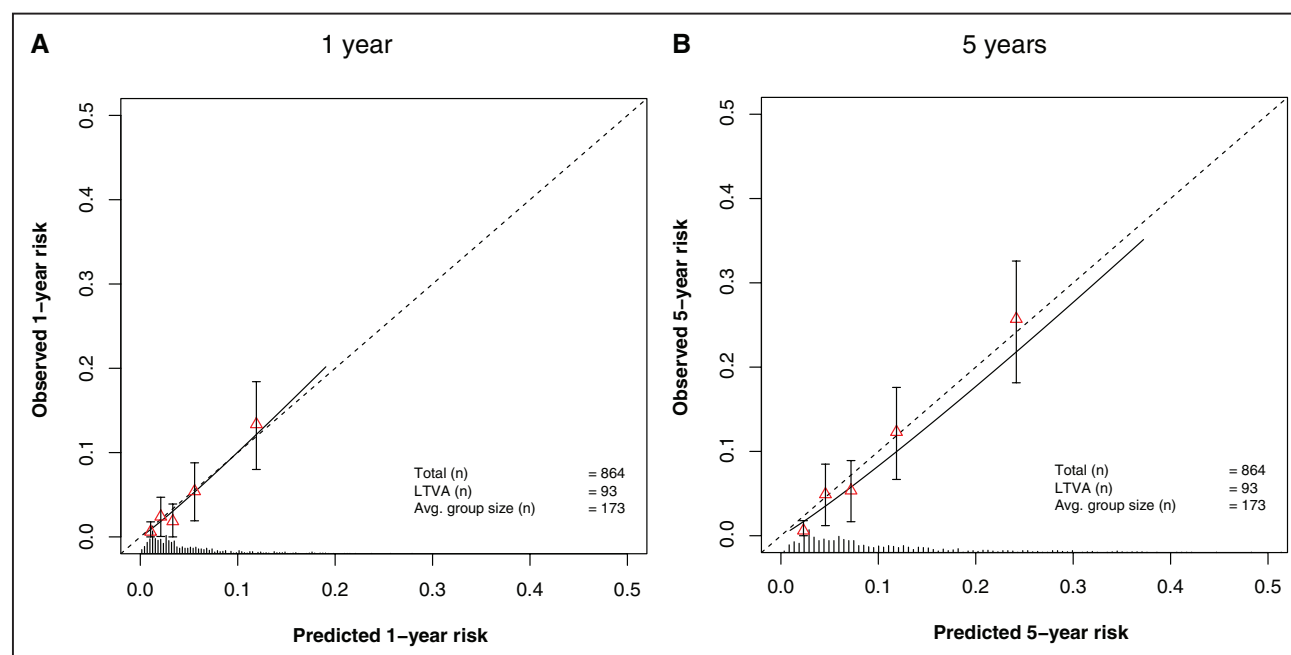 A
1 year
Observed 1−year risk
0.5
0.4
0.3
0.2
0.1
0.0
Total (n) = 864
LTVA (n) = 93
Avg. group size (n) = 173
0.0 0.1 0.2 0.3 0.4 0.5
Predicted 1−year risk
B
5 years
Observed 5−year risk
0.5
0.4
0.3
0.2
0.1
0.0
Total (n) = 864
LTVA (n) = 93
Avg. group size (n) = 173
0.0 0.1 0.2 0.3 0.4 0.5
Predicted 5−year risk